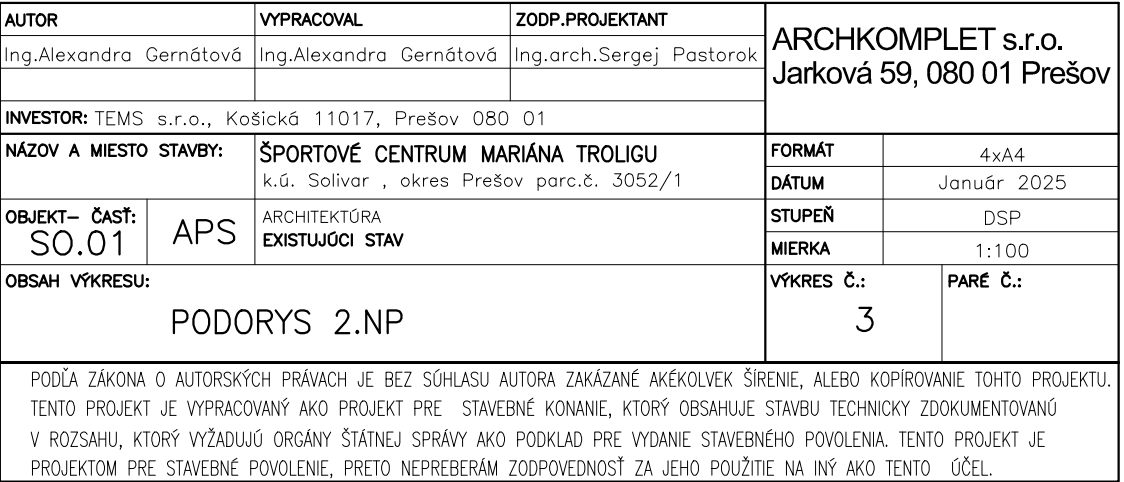 AUTOR VYPRACOVAL ZODP.PROJEKTANT
Ing.Alexandra Gernátová Ing.Alexandra Gernátová Ing.arch.Sergej Pastorok
ARCHKOMPLET s.r.o.
Jarková 59, 080 01 Prešov
INVESTOR: TEMS s.r.o., Košická 11017, Prešov 080 01
NÁZOV A MIESTO STAVBY: ŠPORTOVÉ CENTRUM MARIÁNA TROLIGU
k.ú. Solivar , okres Prešov parc.č. 3052/1
FORMÁT 4xA4
DÁTUM Január 2025
OBJEKT- ČASŤ:
SO.01 APS
ARCHITEKTÚRA
EXISTUJÚCI STAV
STUPEŇ DSP
MIERKA 1:100
OBSAH VÝKRESU:
PODORYS 2.NP
VÝKRES Č.:
3
PARÉ Č.:
PODĽA ZÁKONA O AUTORSKÝCH PRÁVACH JE BEZ SÚHLASU AUTORA ZAKÁZANÉ AKÉKOLVEK ŠÍRENIE, ALEBO KOPÍROVANIE TOHTO PROJEKTU.
TENTO PROJEKT JE VYPRACOVANÝ AKO PROJEKT PRE STAVEBNÉ KONANIE, KTORÝ OBSAHUJE STAVBU TECHNICKY ZDOKUMENTOVANÚ
V ROZSAHU, KTORÝ VYŽADUJÚ ORGÁNY ŠTÁTNEJ SPRÁVY AKO PODKLAD PRE VYDANIE STAVEBNÉHO POVOLENIA. TENTO PROJEKT JE
PROJEKTOM PRE STAVEBNÉ POVOLENIE, PRETO NEPREBERÁM ZODPOVEDNOSŤ ZA JEHO POUŽITIE NA INÝ AKO TENTO ÚČEL.